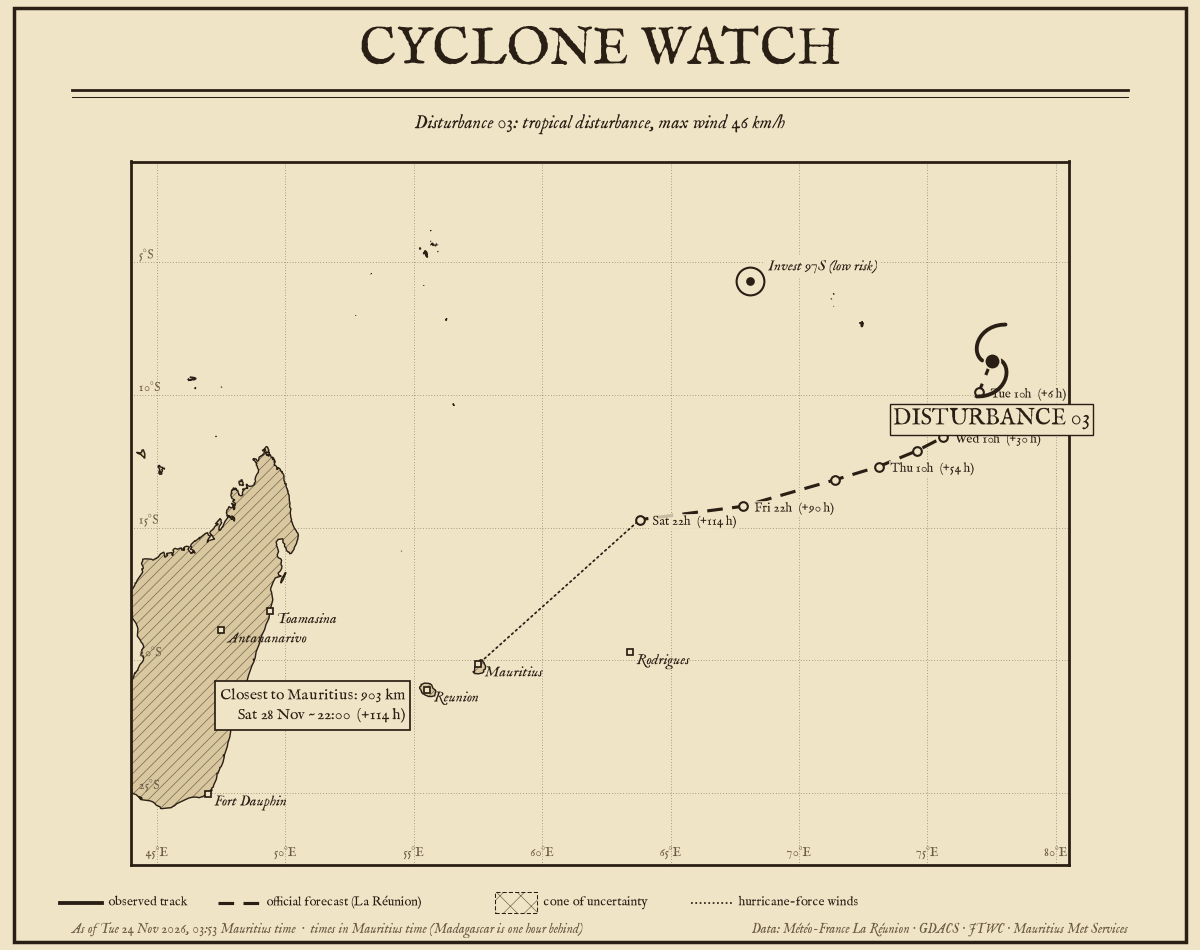 CYCLONE WATCH
Disturbance 03: tropical disturbance, max wind 46 km/h
5°S
Invest 97S (low risk)
10°S
Tue 10h (+6 h)
DISTURBANCE 03
Wed 10h (+30 h)
Thu 10h (+54 h)
Fri 22h (+90 h)
15°S
Sat 22h (+114 h)
Toamasina
Antananarivo
20°S
Rodrigues
Mauritius
Closest to Mauritius: 903 km
Sat 28 Nov ~22:00 (+114 h)
Reunion
25°S
Fort Dauphin
45°E 50°E 55°E 60°E 65°E 70°E 75°E 80°E
observed track official forecast (La Réunion) cone of uncertainty hurricane-force winds
As of Tue 24 Nov 2026, 03:53 Mauritius time · times in Mauritius time (Madagascar is one hour behind) Data: Météo-France La Réunion · GDACS · JTWC · Mauritius Met Services